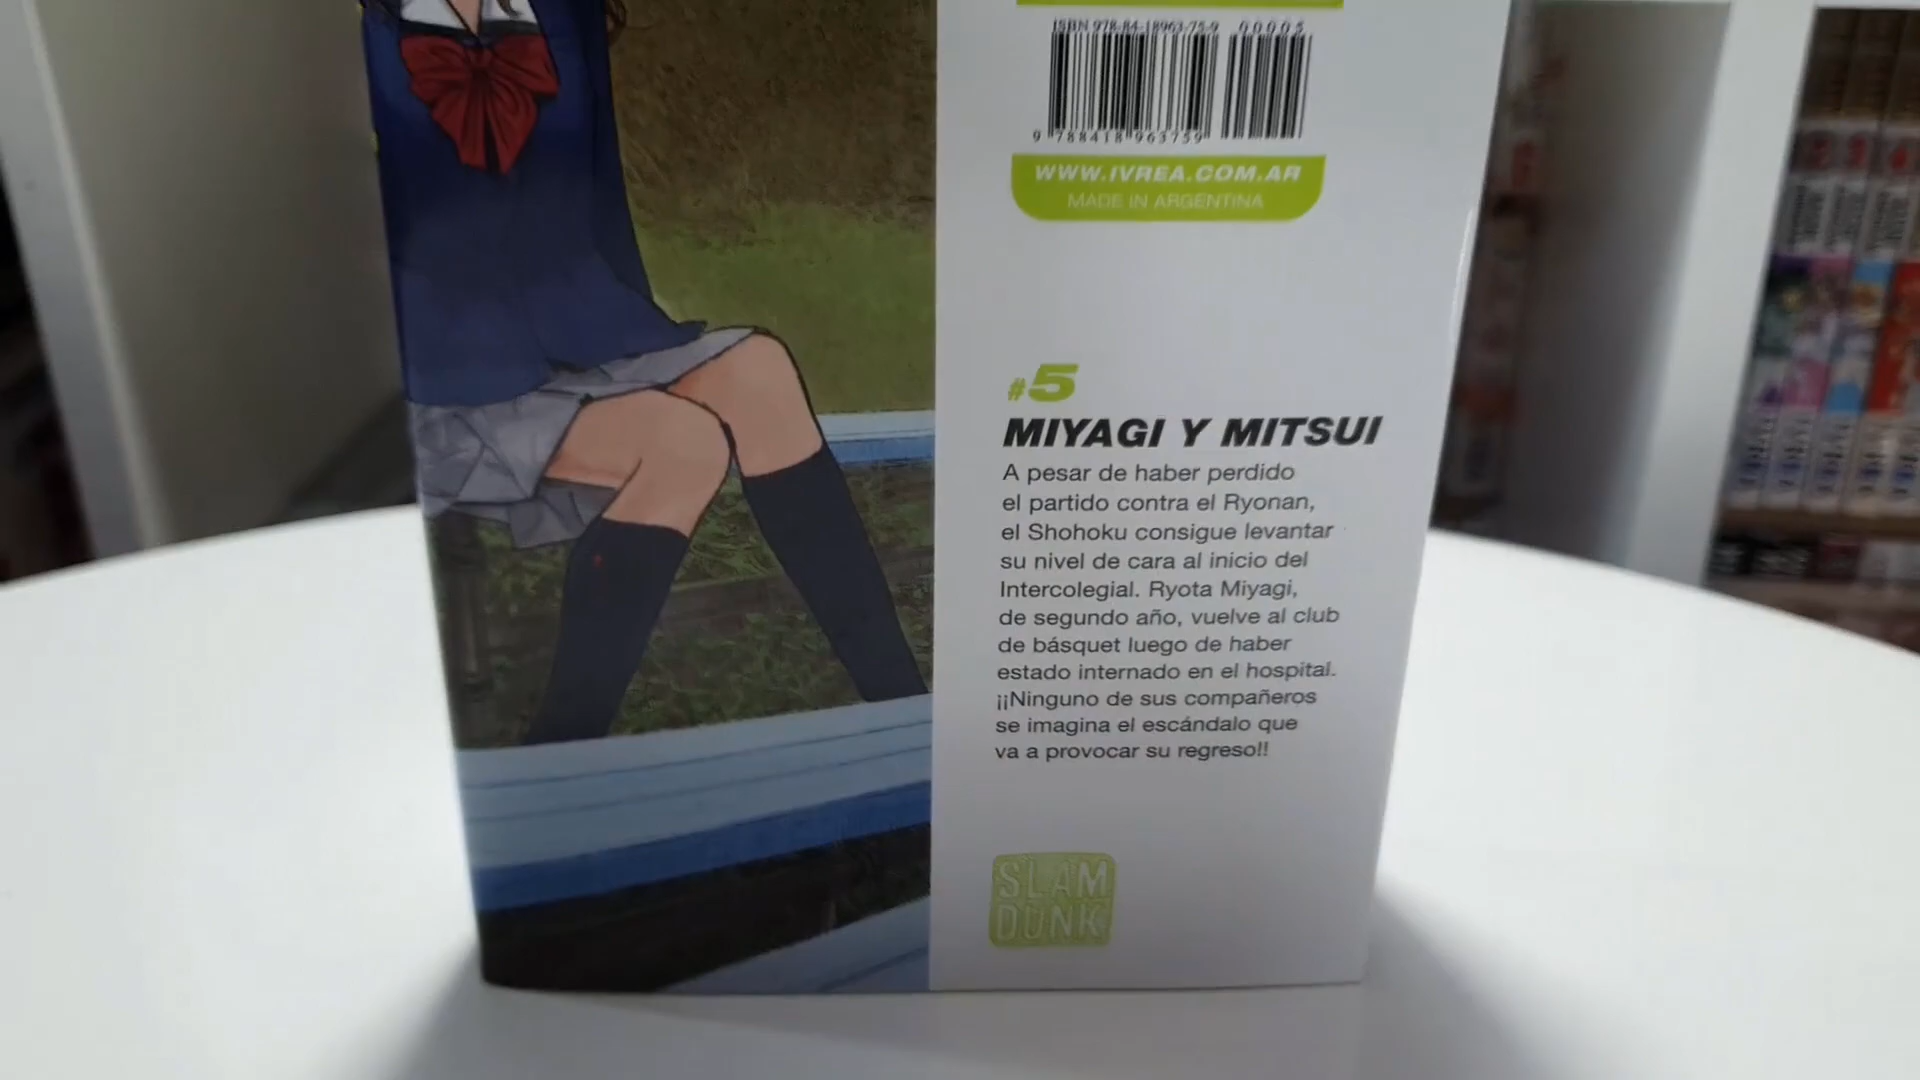 ISBN 978-84-18963-75-9 00005
9 788418 963759
WWW.IVREA.COM.AR
MADE IN ARGENTINA
#5
MIYAGI Y MITSUI
A pesar de haber perdido
el partido contra el Ryonan,
el Shohoku consigue levantar
su nivel de cara al inicio del
Intercolegial. Ryota Miyagi,
de segundo año, vuelve al club
de básquet luego de haber
estado internado en el hospital.
¡¡Ninguno de sus compañeros
se imagina el escándalo que
va a provocar su regreso!!
SLAM
DUNK